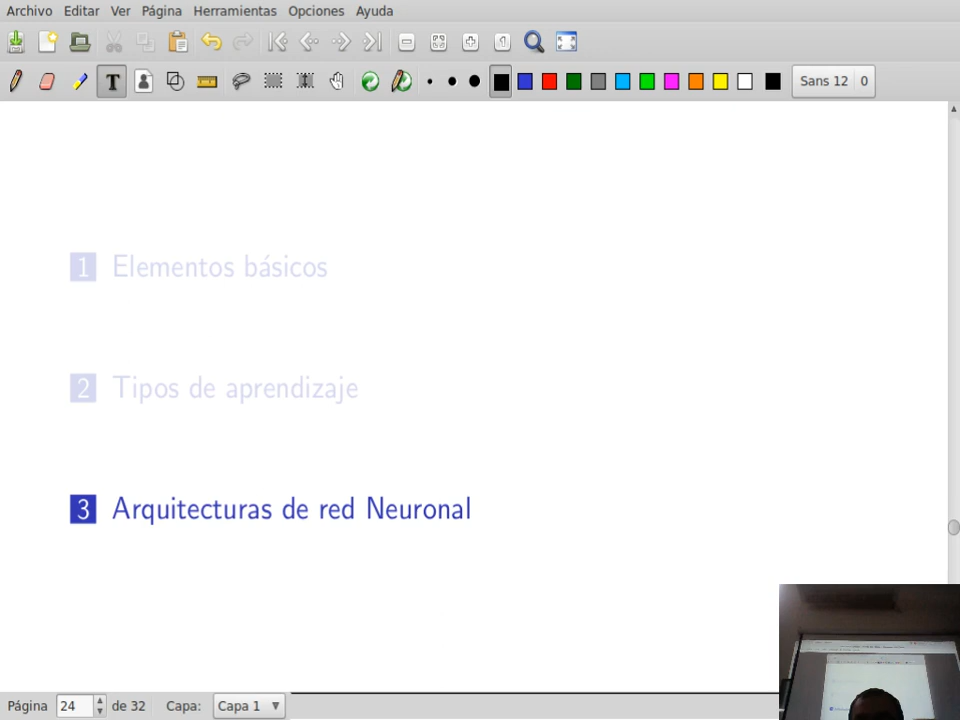 Archivo Editar Ver Página Herramientas Opciones Ayuda
T Sans 12 0
1 Elementos básicos
2 Tipos de aprendizaje
3 Arquitecturas de red Neuronal
Página 24 de 32 Capa: Capa 1